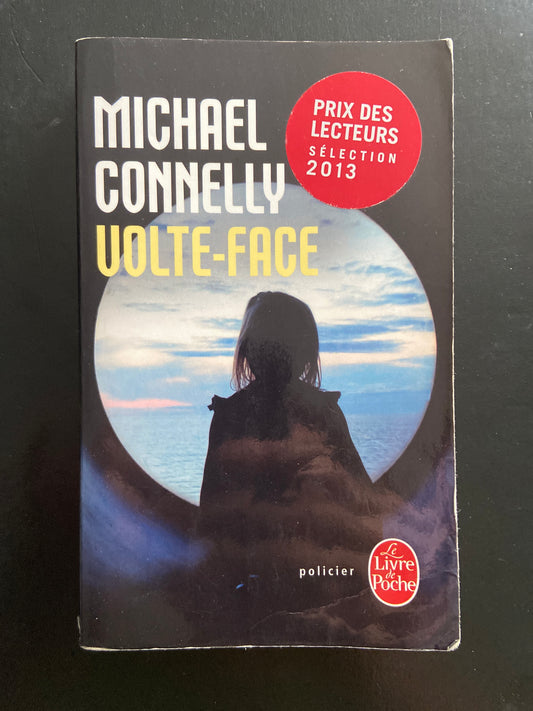 MICHAEL
CONNELLY
VOLTE-FACE
PRIX DES
LECTEURS
SÉLECTION
2013
policier
Le
Livre
de
Poche